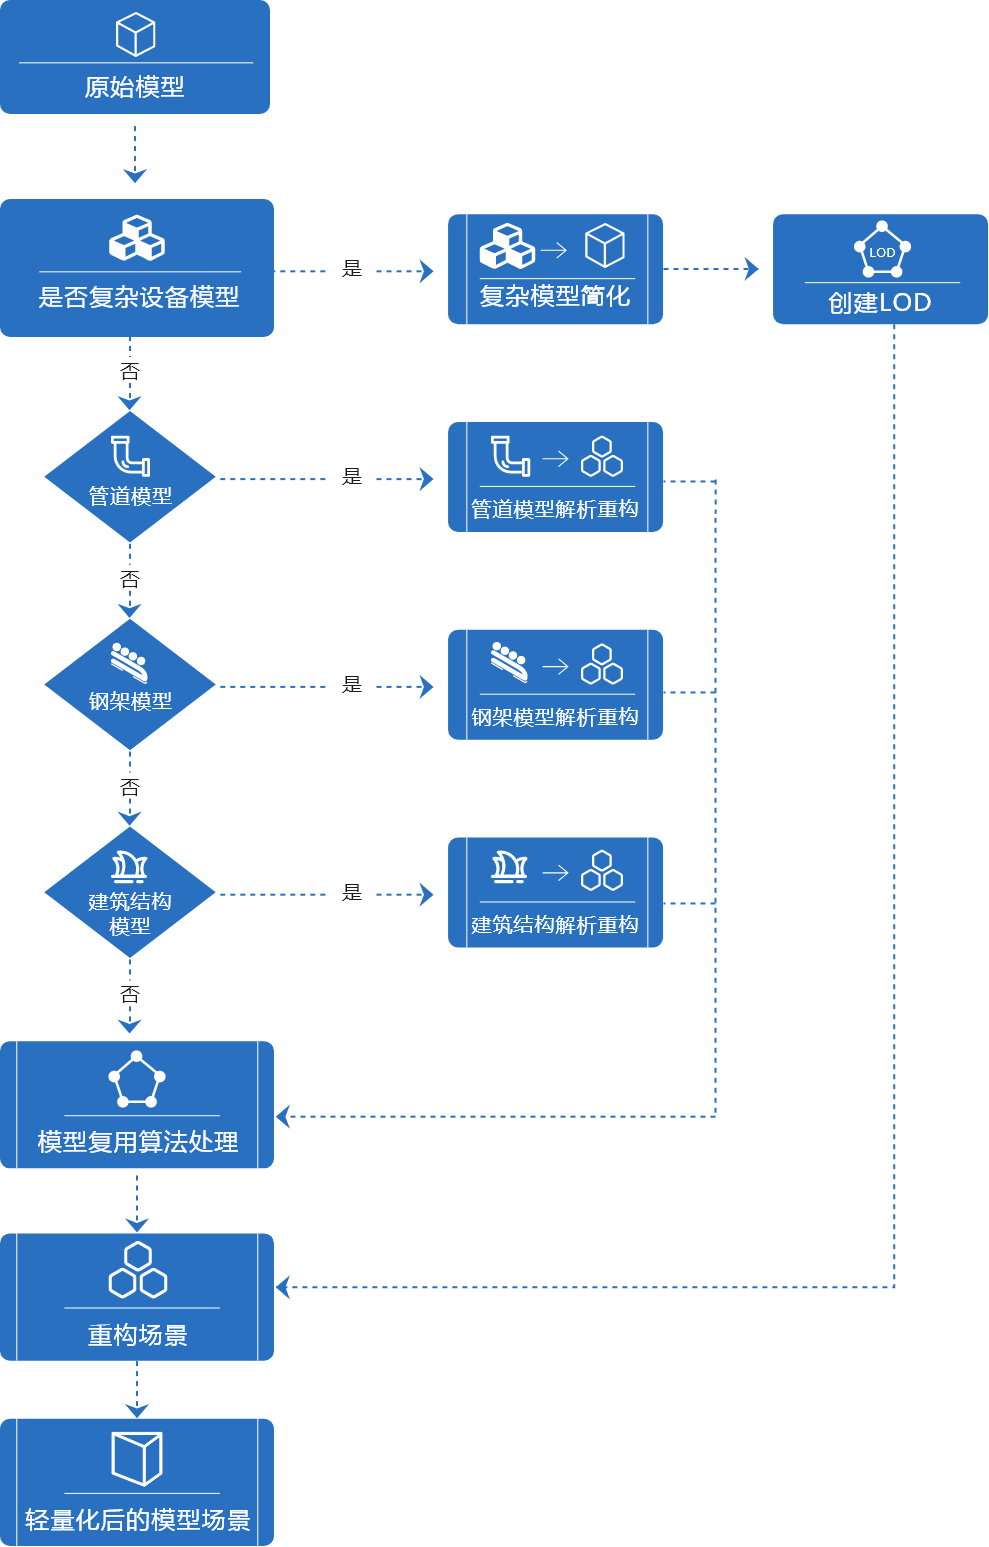 原始模型
是否复杂设备模型
是
复杂模型简化
LOD
创建LOD
否
管道模型
是
管道模型解析重构
否
钢架模型
是
钢架模型解析重构
否
建筑结构
模型
是
建筑结构解析重构
否
模型复用算法处理
重构场景
轻量化后的模型场景